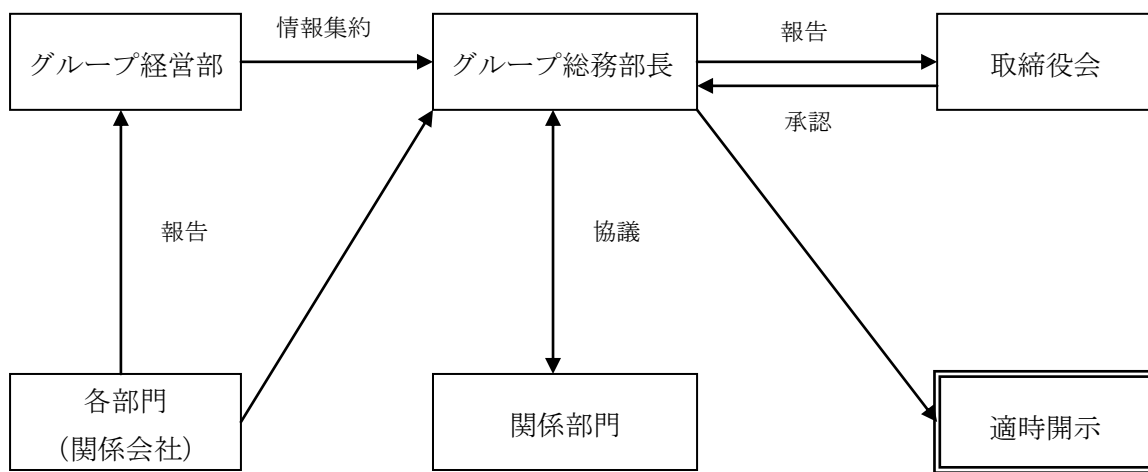 情報集約
報告
グループ経営部
グループ総務部長
取締役会
承認
報告
協議
各部門
(関係会社)
関係部門
適時開示